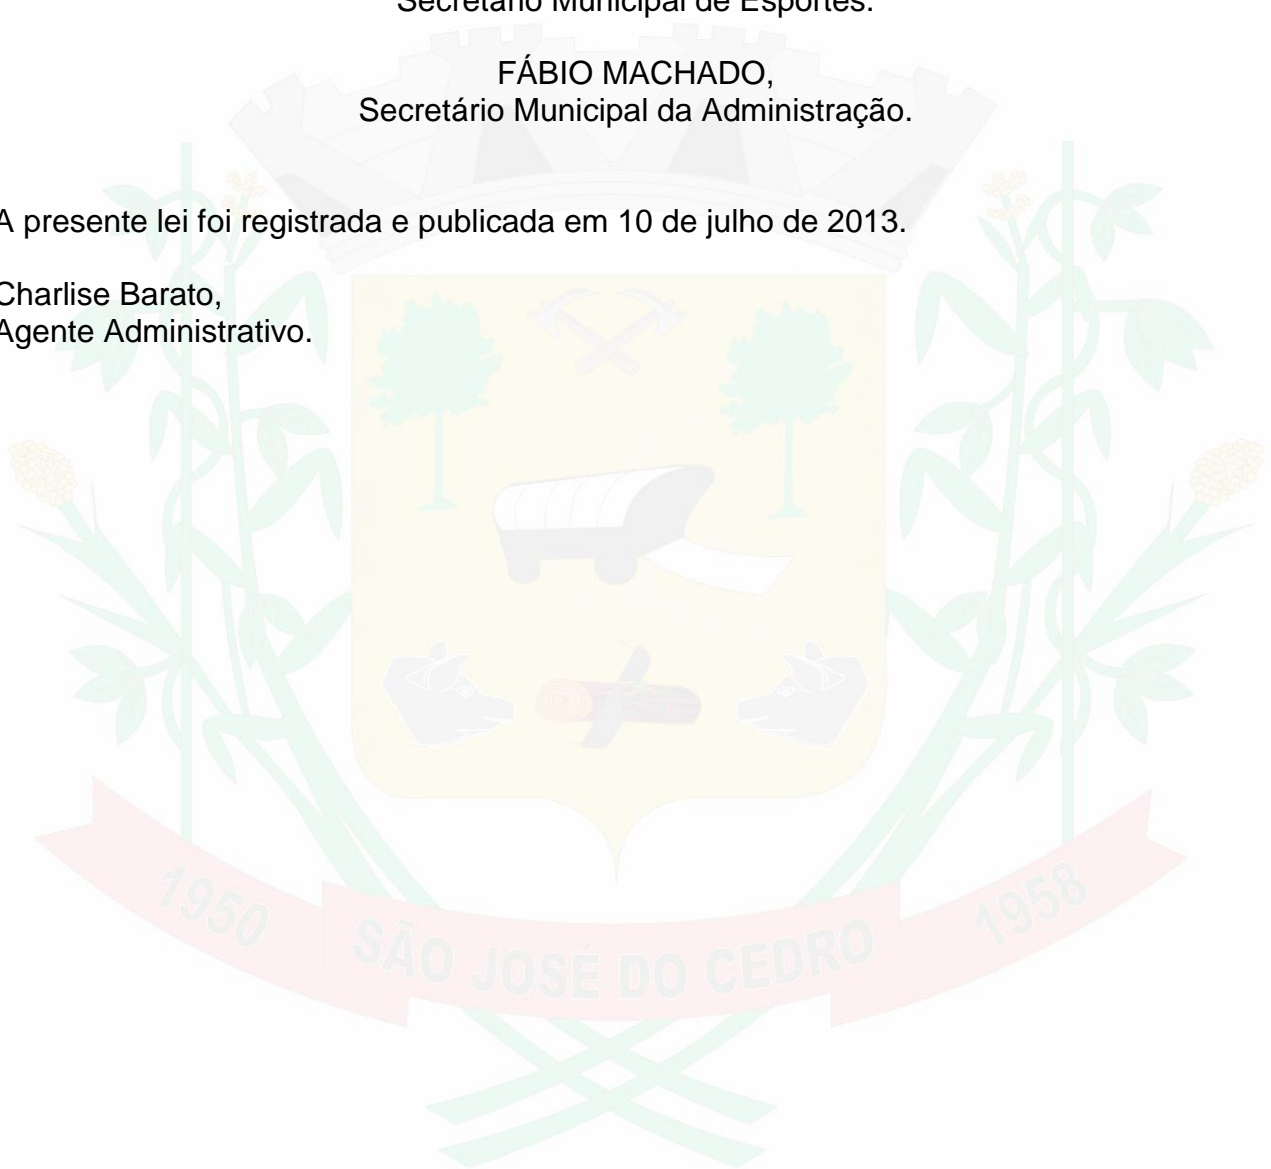 Secretário Municipal de Esportes.
FÁBIO MACHADO,
Secretário Municipal da Administração.
A presente lei foi registrada e publicada em 10 de julho de 2013.
Charlise Barato,
Agente Administrativo.
1950
SÃO JOSÉ DO CEDRO
1958